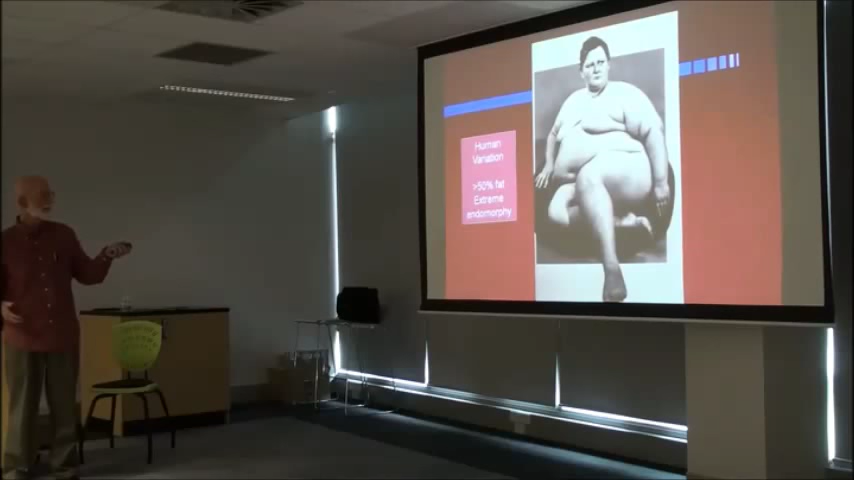 Human
Variation
>50% fat
Extreme
endomorphy